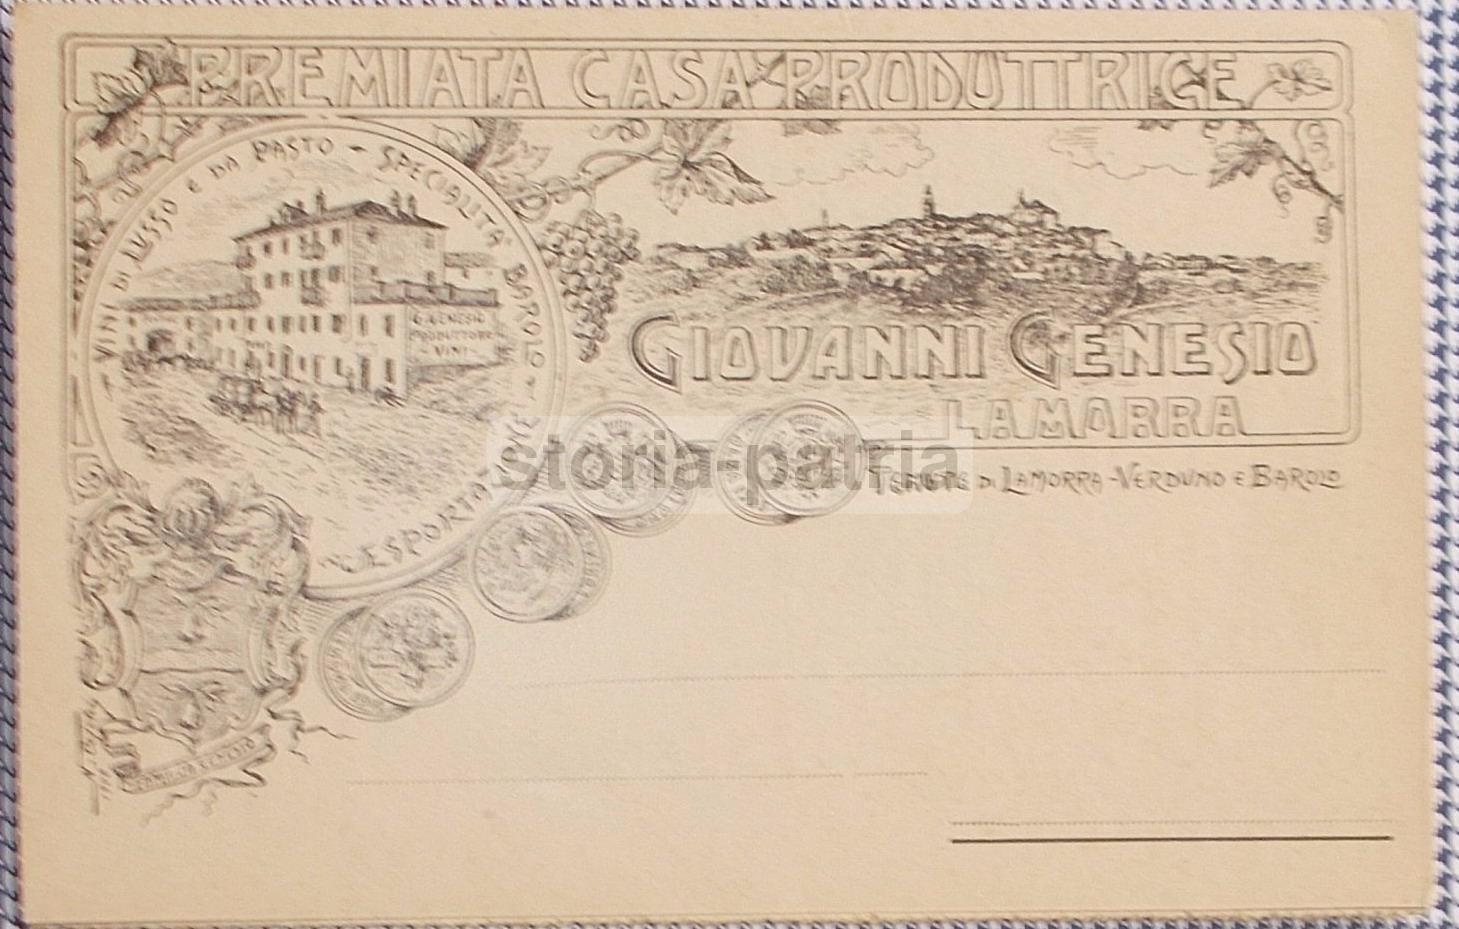 PREMIATA CASA PRODUTTRICE
VINI DI LUSSO E DA PASTO - SPECIALITÀ BAROLO -
ESPORTAZIONE
G. GENESIO
PRODUTTORE
VINI
GIOVANNI GENESIO
LAMORRA
TENUTE DI LAMORRA - VERDUNO E BAROLO
storia-patria